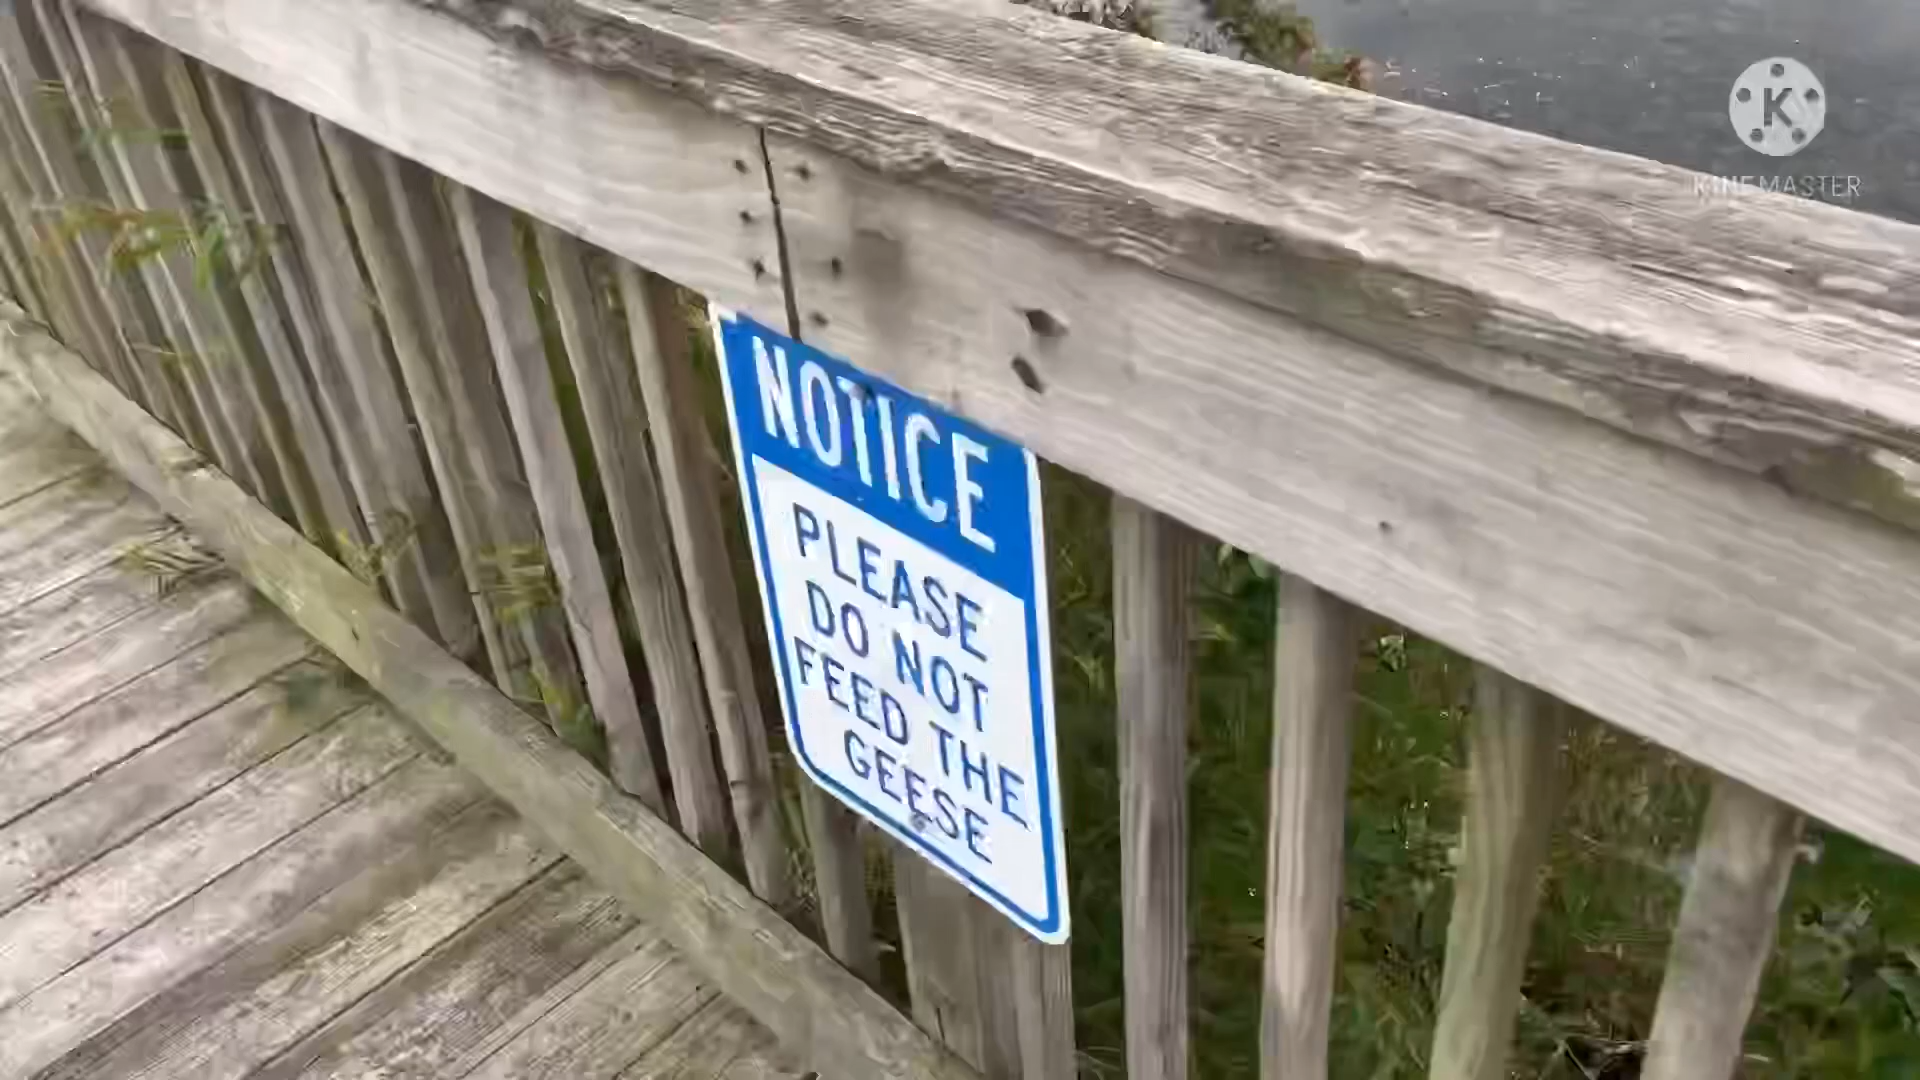 K
KINEMASTER
NOTICE
PLEASE
DO NOT
FEED THE
GEESE